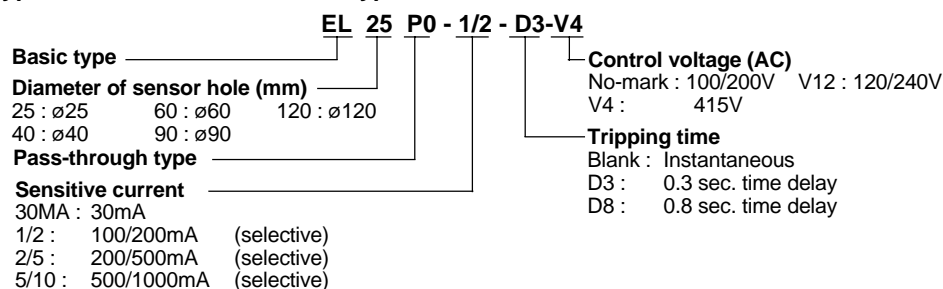 EL 25 P0 - 1/2 - D3-V4
Basic type
Diameter of sensor hole (mm)
25 : ø25 60 : ø60 120 : ø120
40 : ø40 90 : ø90
Pass-through type
Sensitive current
30MA : 30mA
1/2 : 100/200mA (selective)
2/5 : 200/500mA (selective)
5/10 : 500/1000mA (selective)
Control voltage (AC)
No-mark : 100/200V V12 : 120/240V
V4 : 415V
Tripping time
Blank : Instantaneous
D3 : 0.3 sec. time delay
D8 : 0.8 sec. time delay